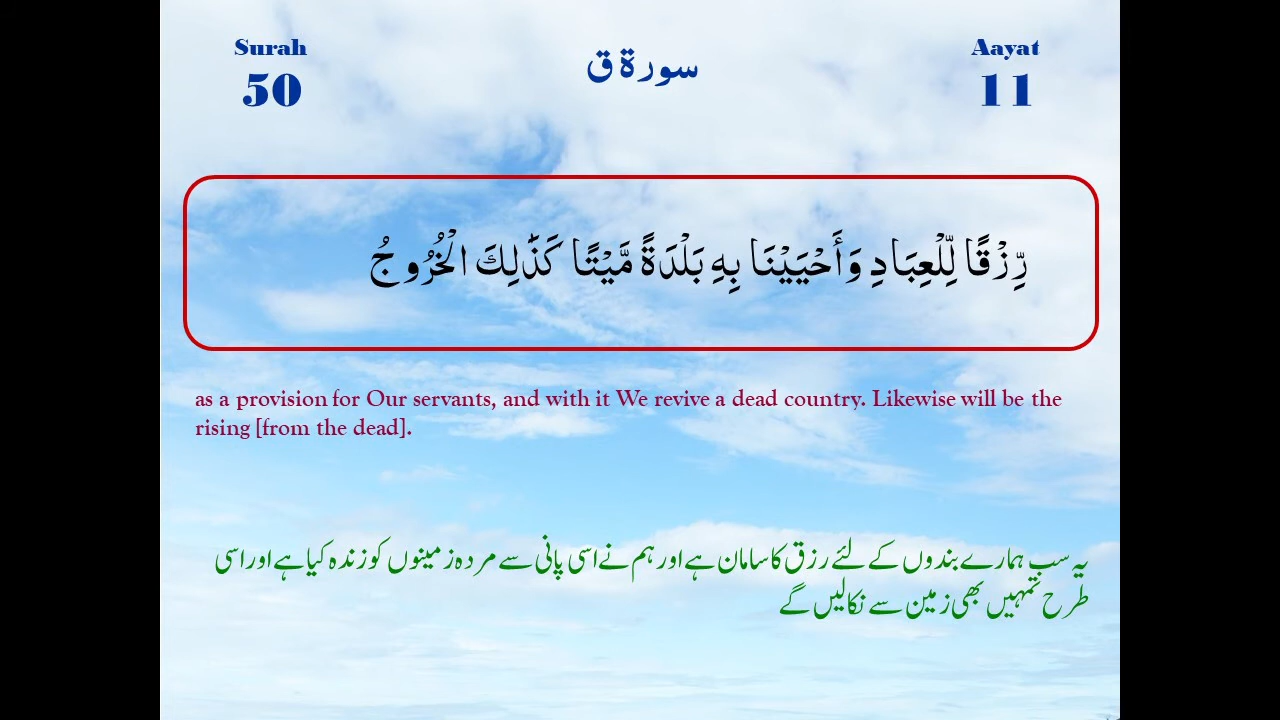 Surah
50
سورة ق
Aayat
11
رِّزْقًا لِّلْعِبَادِ وَأَحْيَيْنَا بِهِ بَلْدَةً مَّيْتًا كَذَٰلِكَ الْخُرُوجُ
as a provision for Our servants, and with it We revive a dead country. Likewise will be the
rising [from the dead].
یہ سب ہمارے بندوں کے لئے رزق کا سامان ہے اور ہم نے اسی پانی سے مردہ زمینوں کو زندہ کیا ہے اور اسی
طرح تمہیں بھی زمین سے نکالیں گے